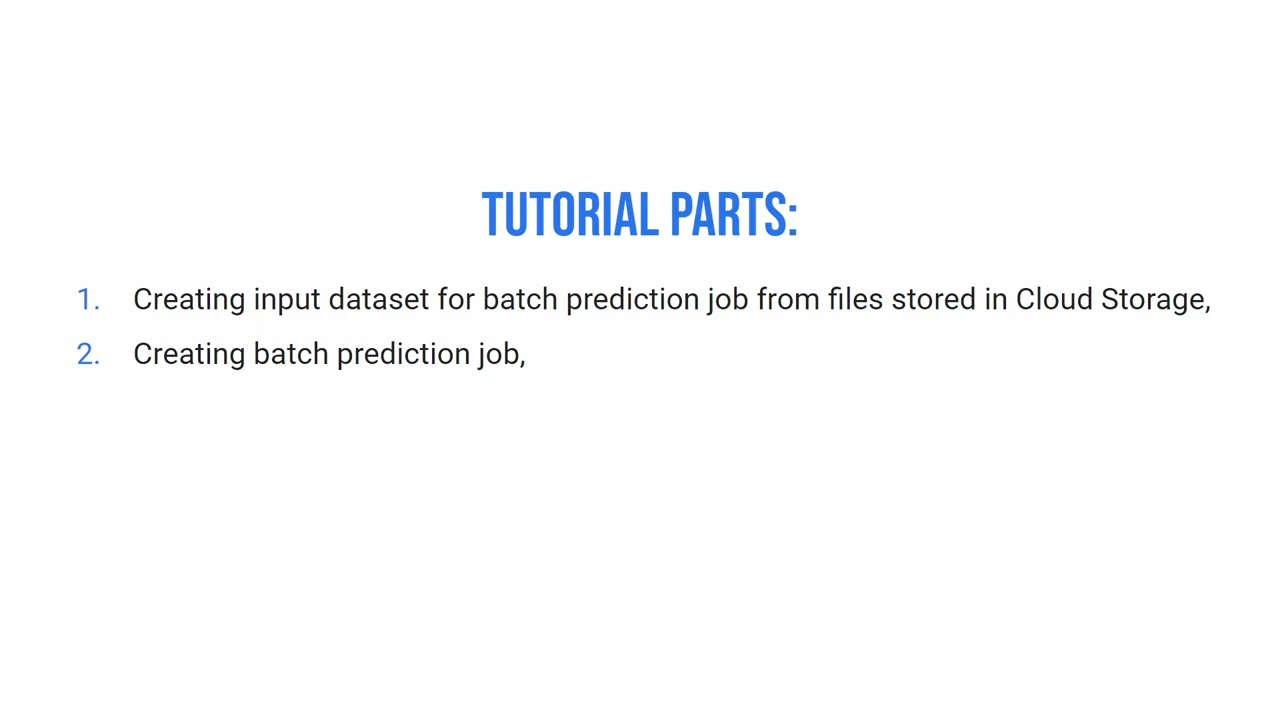 TUTORIAL PARTS:
1. Creating input dataset for batch prediction job from files stored in Cloud Storage,
2. Creating batch prediction job,